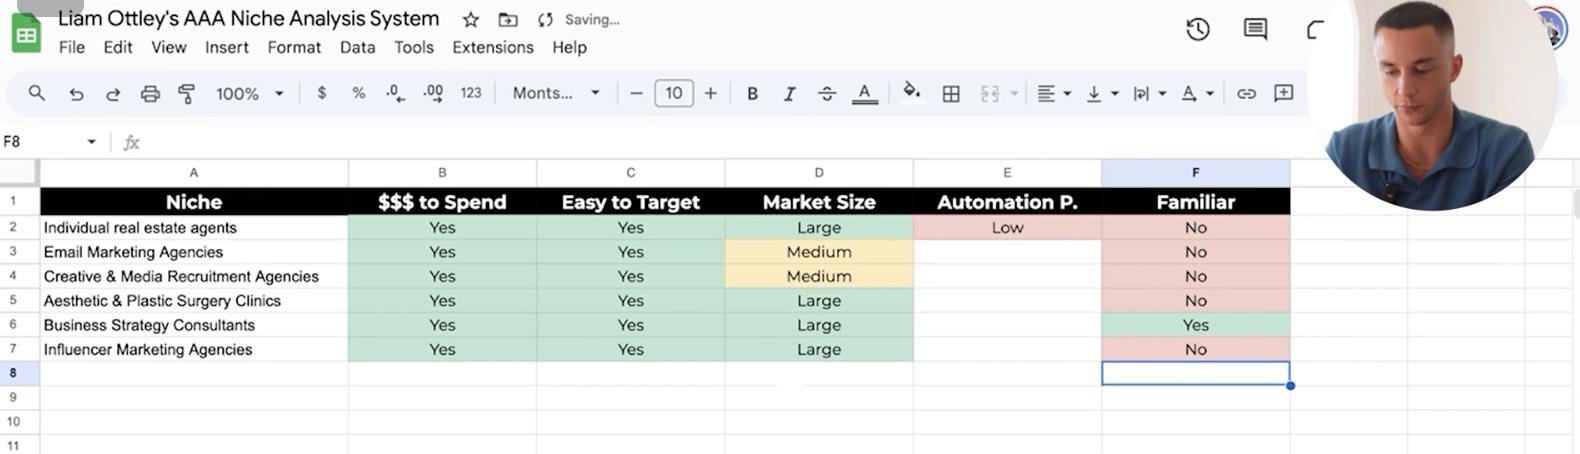 Liam Ottley's AAA Niche Analysis System Saving...
File Edit View Insert Format Data Tools Extensions Help
100% $ % .0 .00 123 Monts... 10 B I S A A
F8 fx
A B C D E F
1 Niche $$$ to Spend Easy to Target Market Size Automation P. Familiar
2 Individual real estate agents Yes Yes Large Low No
3 Email Marketing Agencies Yes Yes Medium No
4 Creative & Media Recruitment Agencies Yes Yes Medium No
5 Aesthetic & Plastic Surgery Clinics Yes Yes Large No
6 Business Strategy Consultants Yes Yes Large Yes
7 Influencer Marketing Agencies Yes Yes Large No
8
9
10
11